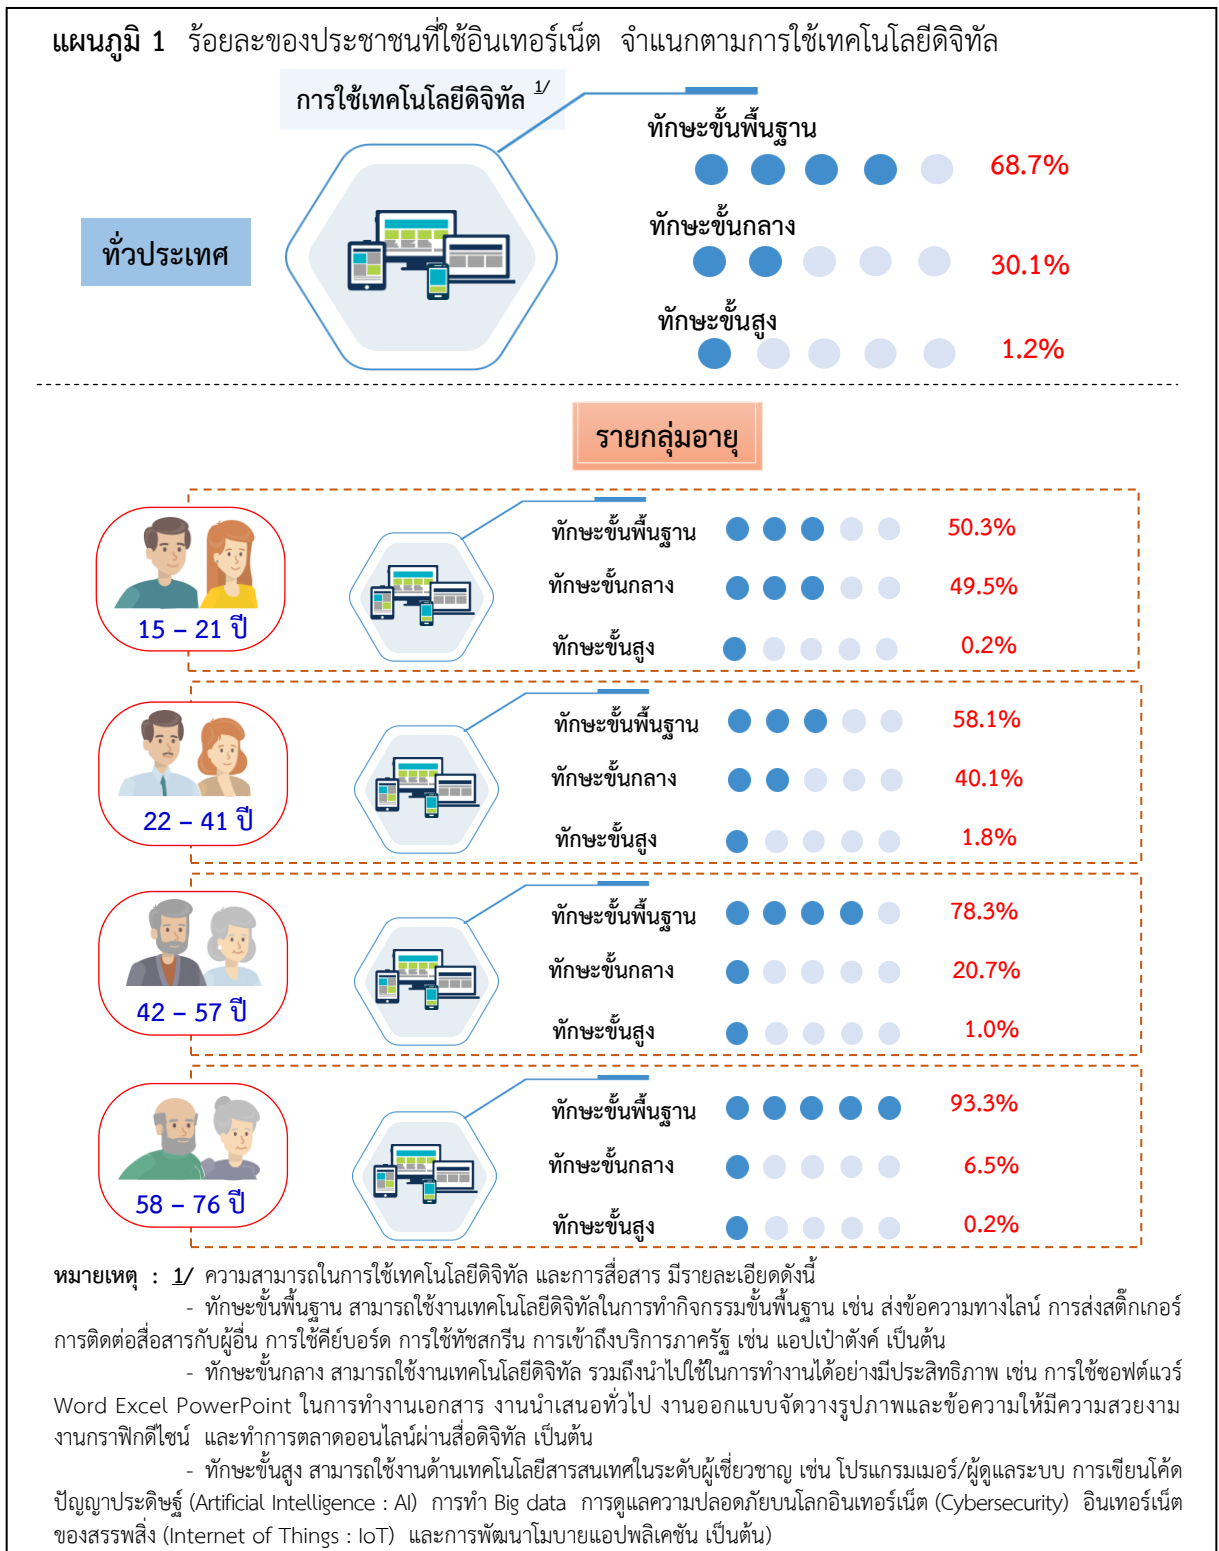 แผนภูมิ 1 ร้อยละของประชาชนที่ใช้อินเทอร์เน็ต จำแนกตามการใช้เทคโนโลยีดิจิทัล
การใช้เทคโนโลยีดิจิทัล 1/
ทั่วประเทศ
ทักษะขั้นพื้นฐาน
68.7%
ทักษะขั้นกลาง
30.1%
ทักษะขั้นสูง
1.2%
รายกลุ่มอายุ
15 – 21 ปี
ทักษะขั้นพื้นฐาน 50.3%
ทักษะขั้นกลาง 49.5%
ทักษะขั้นสูง 0.2%
22 – 41 ปี
ทักษะขั้นพื้นฐาน 58.1%
ทักษะขั้นกลาง 40.1%
ทักษะขั้นสูง 1.8%
42 – 57 ปี
ทักษะขั้นพื้นฐาน 78.3%
ทักษะขั้นกลาง 20.7%
ทักษะขั้นสูง 1.0%
58 – 76 ปี
ทักษะขั้นพื้นฐาน 93.3%
ทักษะขั้นกลาง 6.5%
ทักษะขั้นสูง 0.2%
หมายเหตุ : 1/ ความสามารถในการใช้เทคโนโลยีดิจิทัล และการสื่อสาร มีรายละเอียดดังนี้
- ทักษะขั้นพื้นฐาน สามารถใช้งานเทคโนโลยีดิจิทัลในการทำกิจกรรมขั้นพื้นฐาน เช่น ส่งข้อความทางไลน์ การส่งสติ๊กเกอร์
การติดต่อสื่อสารกับผู้อื่น การใช้คีย์บอร์ด การใช้ทัชสกรีน การเข้าถึงบริการภาครัฐ เช่น แอปเป๋าตังค์ เป็นต้น
- ทักษะขั้นกลาง สามารถใช้งานเทคโนโลยีดิจิทัล รวมถึงนำไปใช้ในการทำงานได้อย่างมีประสิทธิภาพ เช่น การใช้ซอฟต์แวร์
Word Excel PowerPoint ในการทำงานเอกสาร งานนำเสนอทั่วไป งานออกแบบจัดวางรูปภาพและข้อความให้มีความสวยงาม
งานกราฟิกดีไซน์ และทำการตลาดออนไลน์ผ่านสื่อดิจิทัล เป็นต้น
- ทักษะขั้นสูง สามารถใช้งานด้านเทคโนโลยีสารสนเทศในระดับผู้เชี่ยวชาญ เช่น โปรแกรมเมอร์/ผู้ดูแลระบบ การเขียนโค้ด
ปัญญาประดิษฐ์ (Artificial Intelligence : AI) การทำ Big data การดูแลความปลอดภัยบนโลกอินเทอร์เน็ต (Cybersecurity) อินเทอร์เน็ต
ของสรรพสิ่ง (Internet of Things : IoT) และการพัฒนาโมบายแอปพลิเคชัน เป็นต้น)